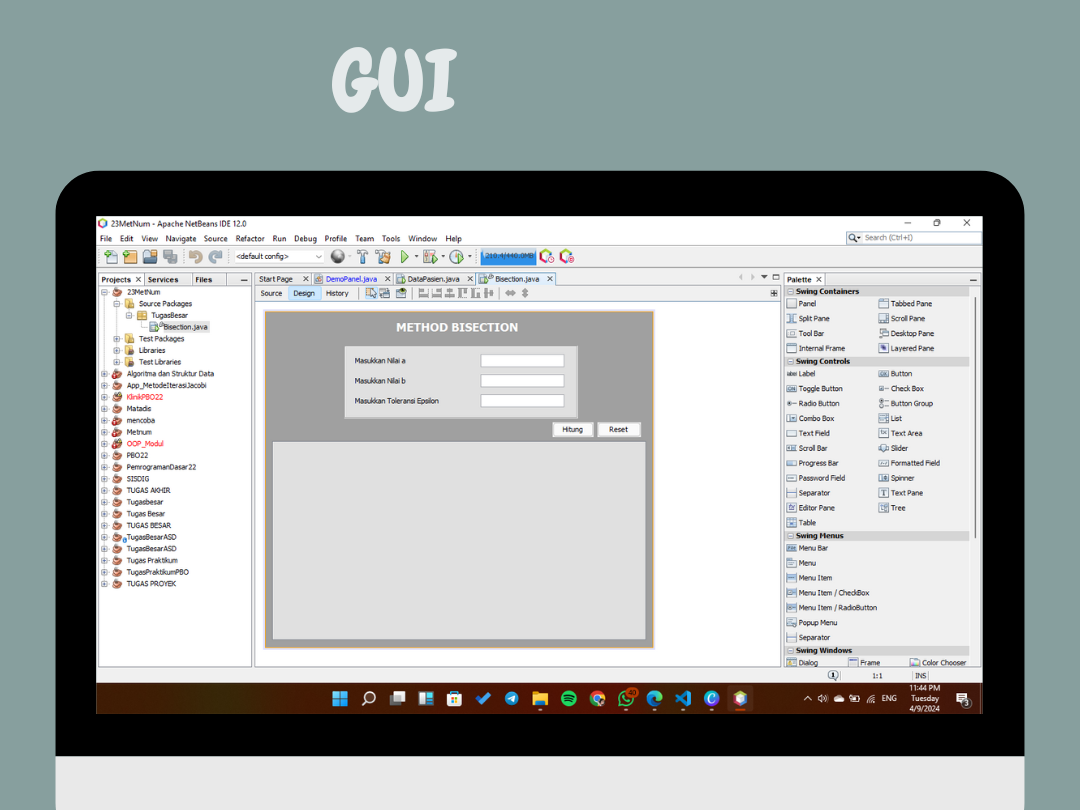 GUI
23MetNum - Apache NetBeans IDE 12.0
File Edit View Navigate Source Refactor Run Debug Profile Team Tools Window Help
Search (Ctrl+I)
<default config>
210.4/440.0MB
Projects Services Files
Start Page DemoPanel.java DataPasien.java Bisection.java
Palette
Source Design History
23MetNum
Source Packages
TugasBesar
Bisection.java
Test Packages
Libraries
Test Libraries
Algoritma dan Struktur Data
App_MetodeIterasiJacobi
KlinikPBO22
Matadis
mencoba
Metnum
OOP_Modul
PBO22
PemrogramanDasar22
SISDIG
TUGAS AKHIR
Tugasbesar
Tugas Besar
TUGAS BESAR
TugasBesarASD
TugasBesarASD
Tugas Praktikum
TugasPraktikumPBO
TUGAS PROYEK
METHOD BISECTION
Masukkan Nilai a
Masukkan Nilai b
Masukkan Toleransi Epsilon
Hitung Reset
Swing Containers
Panel Tabbed Pane
Split Pane Scroll Pane
Tool Bar Desktop Pane
Internal Frame Layered Pane
Swing Controls
label Label OK Button
Toggle Button Check Box
Radio Button Button Group
Combo Box List
Text Field Text Area
Scroll Bar Slider
Progress Bar Formatted Field
Password Field Spinner
Separator Text Pane
Editor Pane Tree
Table
Swing Menus
Menu Bar
Menu
Menu Item
Menu Item / CheckBox
Menu Item / RadioButton
Popup Menu
Separator
Swing Windows
Dialog Frame Color Chooser
1 1:1 INS
40
ENG
11:44 PM
Tuesday
4/9/2024
3